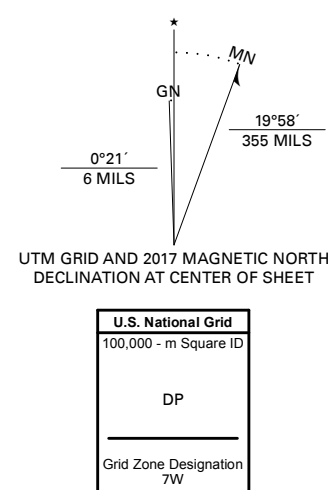 ★
MN
GN
19°58´
355 MILS
0°21´
6 MILS
UTM GRID AND 2017 MAGNETIC NORTH
DECLINATION AT CENTER OF SHEET
U.S. National Grid
100,000 - m Square ID
DP
Grid Zone Designation
7W